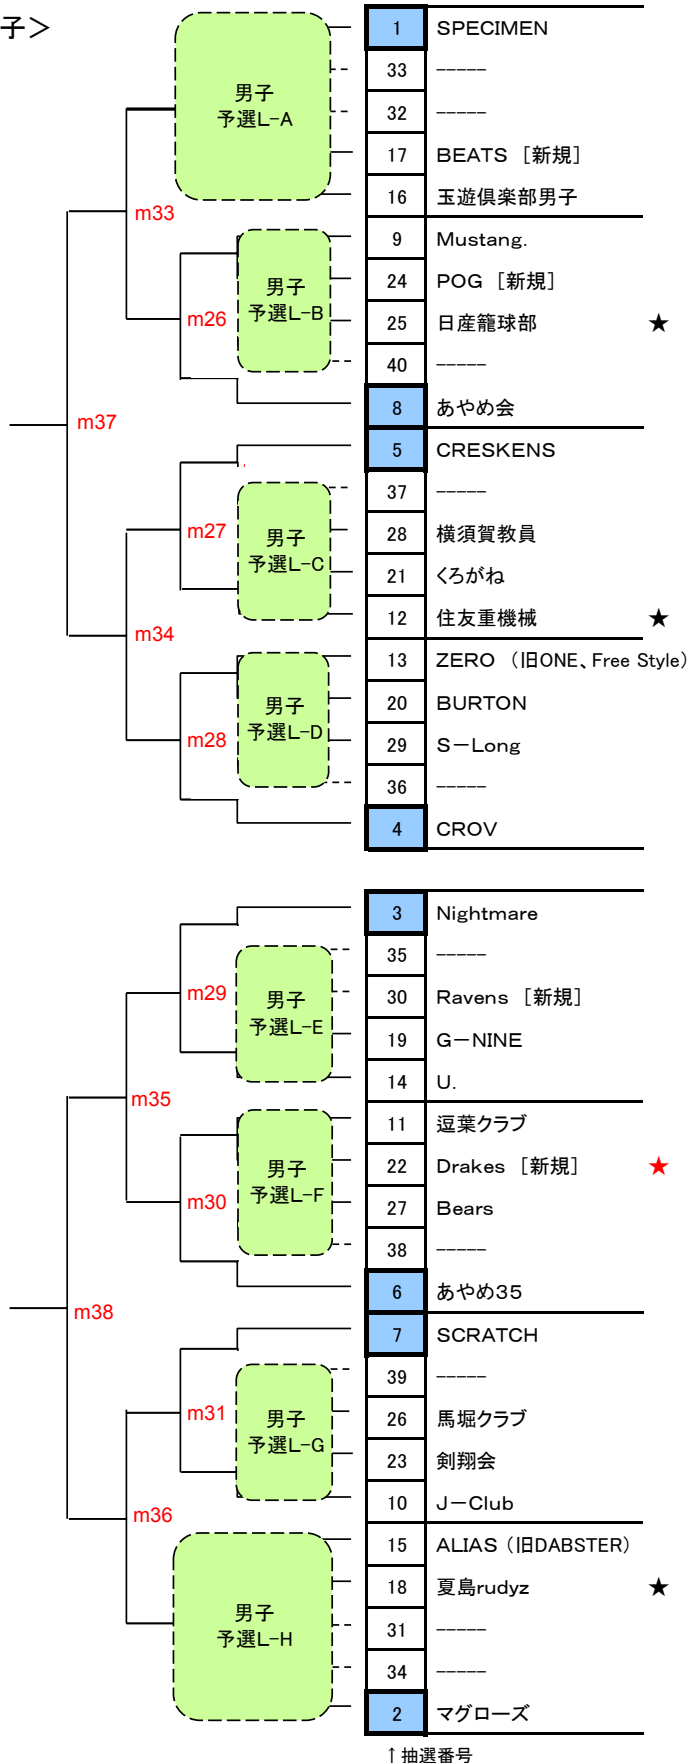 子＞
1 SPECIMEN
33 -----
32 -----
17 BEATS ［新規］
16 玉遊倶楽部男子
男子
予選L-A
m33
9 Mustang.
24 POG ［新規］
25 日産籠球部 ★
40 -----
8 あやめ会
男子
予選L-B
m26
m37
5 CRESKENS
37 -----
28 横須賀教員
21 くろがね
12 住友重機械 ★
男子
予選L-C
m27
m34
13 ZERO （旧ONE、Free Style）
20 BURTON
29 S－Long
36 -----
4 CROV
男子
予選L-D
m28
3 Nightmare
35 -----
30 Ravens ［新規］
19 G－NINE
14 U.
男子
予選L-E
m29
m35
11 逗葉クラブ
22 Drakes ［新規］ ★
27 Bears
38 -----
6 あやめ35
男子
予選L-F
m30
m38
7 SCRATCH
39 -----
26 馬堀クラブ
23 剣翔会
10 J－Club
男子
予選L-G
m31
m36
15 ALIAS （旧DABSTER）
18 夏島rudyz ★
31 -----
34 -----
2 マグローズ
男子
予選L-H
↑抽選番号